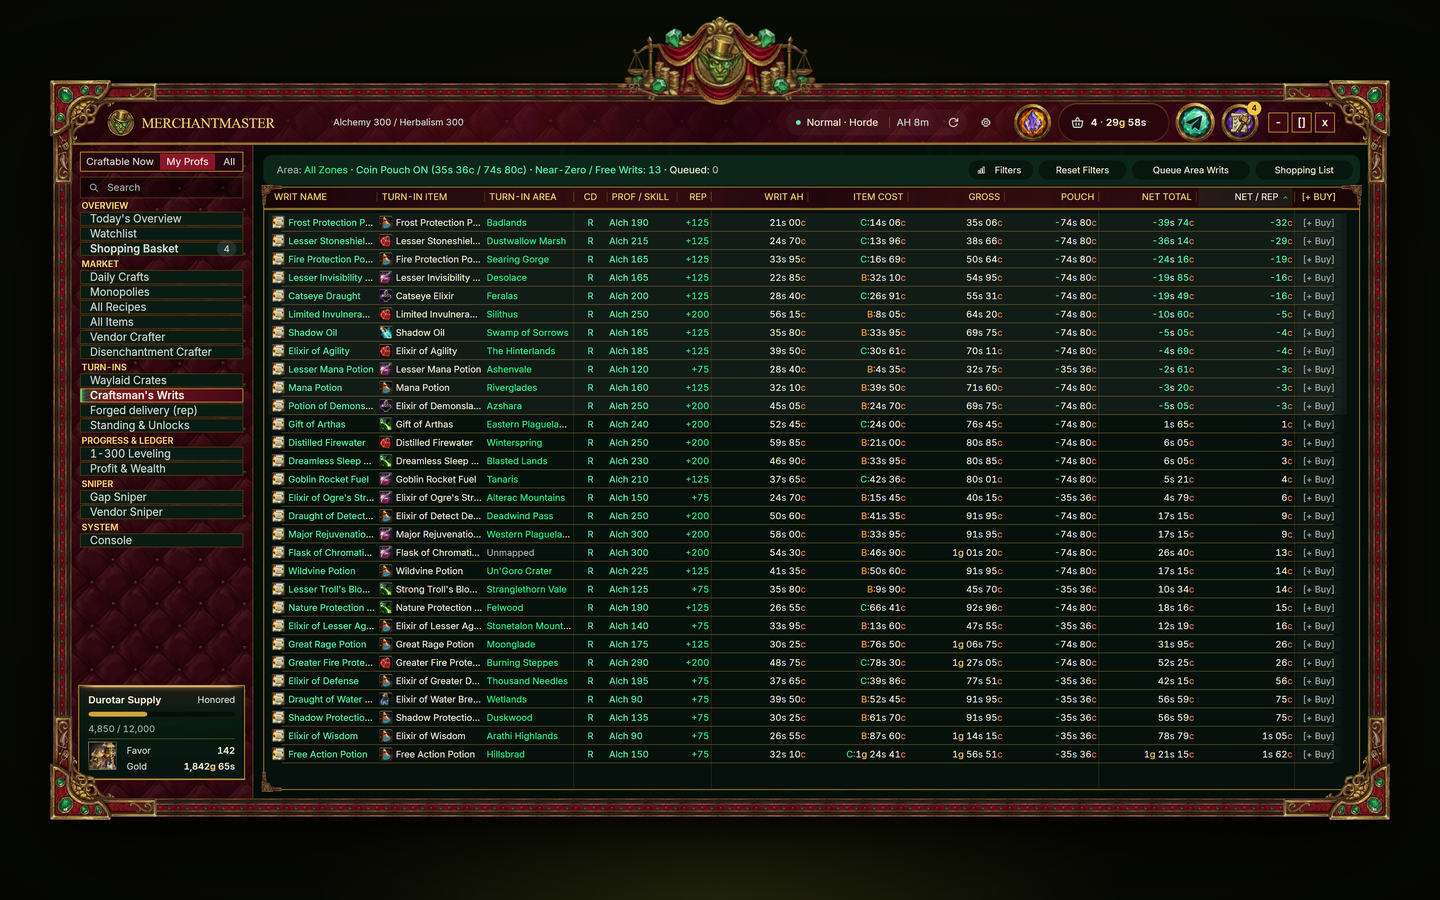 MERCHANTMASTER
Alchemy 300 / Herbalism 300
Normal · Horde
AH 8m
4 · 29g 58s
4
- [] x
Craftable Now My Profs All
Search
OVERVIEW
Today's Overview
Watchlist
Shopping Basket 4
MARKET
Daily Crafts
Monopolies
All Recipes
All Items
Vendor Crafter
Disenchantment Crafter
TURN-INS
Waylaid Crates
Craftsman's Writs
Forged delivery (rep)
Standing & Unlocks
PROGRESS & LEDGER
1-300 Leveling
Profit & Wealth
SNIPER
Gap Sniper
Vendor Sniper
SYSTEM
Console
Durotar Supply Honored
4,850 / 12,000
Favor 142
Gold 1,842g 65s
Area: All Zones · Coin Pouch ON (35s 36c / 74s 80c) · Near-Zero / Free Writs: 13 · Queued: 0
Filters Reset Filters Queue Area Writs Shopping List
WRIT NAME TURN-IN ITEM TURN-IN AREA CD PROF / SKILL REP WRIT AH ITEM COST GROSS POUCH NET TOTAL NET / REP [+ BUY]
Frost Protection P... Frost Protection P... Badlands R Alch 190 +125 21s 00c C:14s 06c 35s 06c -74s 80c -39s 74c -32c [+ Buy]
Lesser Stoneshiel... Lesser Stoneshiel... Dustwallow Marsh R Alch 215 +125 24s 70c C:13s 96c 38s 66c -74s 80c -36s 14c -29c [+ Buy]
Fire Protection Po... Fire Protection Po... Searing Gorge R Alch 165 +125 33s 95c C:16s 69c 50s 64c -74s 80c -24s 16c -19c [+ Buy]
Lesser Invisibility ... Lesser Invisibility ... Desolace R Alch 165 +125 22s 85c B:32s 10c 54s 95c -74s 80c -19s 85c -16c [+ Buy]
Catseye Draught Catseye Elixir Feralas R Alch 200 +125 28s 40c C:26s 91c 55s 31c -74s 80c -19s 49c -16c [+ Buy]
Limited Invulnera... Limited Invulnera... Silithus R Alch 250 +200 56s 15c B:8s 05c 64s 20c -74s 80c -10s 60c -5c [+ Buy]
Shadow Oil Shadow Oil Swamp of Sorrows R Alch 165 +125 35s 80c B:33s 95c 69s 75c -74s 80c -5s 05c -4c [+ Buy]
Elixir of Agility Elixir of Agility The Hinterlands R Alch 185 +125 39s 50c C:30s 61c 70s 11c -74s 80c -4s 69c -4c [+ Buy]
Lesser Mana Potion Lesser Mana Potion Ashenvale R Alch 120 +75 28s 40c B:4s 35c 32s 75c -35s 36c -2s 61c -3c [+ Buy]
Mana Potion Mana Potion Riverglades R Alch 160 +125 32s 10c B:39s 50c 71s 60c -74s 80c -3s 20c -3c [+ Buy]
Potion of Demons... Elixir of Demonsla... Azshara R Alch 250 +200 45s 05c B:24s 70c 69s 75c -74s 80c -5s 05c -3c [+ Buy]
Gift of Arthas Gift of Arthas Eastern Plaguela... R Alch 240 +200 52s 45c C:24s 00c 76s 45c -74s 80c 1s 65c 1c [+ Buy]
Distilled Firewater Distilled Firewater Winterspring R Alch 250 +200 59s 85c B:21s 00c 80s 85c -74s 80c 6s 05c 3c [+ Buy]
Dreamless Sleep ... Dreamless Sleep ... Blasted Lands R Alch 230 +200 46s 90c B:33s 95c 80s 85c -74s 80c 6s 05c 3c [+ Buy]
Goblin Rocket Fuel Goblin Rocket Fuel Tanaris R Alch 210 +125 37s 65c C:42s 36c 80s 01c -74s 80c 5s 21c 4c [+ Buy]
Elixir of Ogre's Str... Elixir of Ogre's Str... Alterac Mountains R Alch 150 +75 24s 70c B:15s 45c 40s 15c -35s 36c 4s 79c 6c [+ Buy]
Draught of Detect... Elixir of Detect De... Deadwind Pass R Alch 250 +200 50s 60c B:41s 35c 91s 95c -74s 80c 17s 15c 9c [+ Buy]
Major Rejuvenatio... Major Rejuvenatio... Western Plaguela... R Alch 300 +200 58s 00c B:33s 95c 91s 95c -74s 80c 17s 15c 9c [+ Buy]
Flask of Chromati... Flask of Chromati... Unmapped R Alch 300 +200 54s 30c B:46s 90c 1g 01s 20c -74s 80c 26s 40c 13c [+ Buy]
Wildvine Potion Wildvine Potion Un'Goro Crater R Alch 225 +125 41s 35c B:50s 60c 91s 95c -74s 80c 17s 15c 14c [+ Buy]
Lesser Troll's Blo... Strong Troll's Blo... Stranglethorn Vale R Alch 125 +75 35s 80c B:9s 90c 45s 70c -35s 36c 10s 34c 14c [+ Buy]
Nature Protection ... Nature Protection ... Felwood R Alch 190 +125 26s 55c C:66s 41c 92s 96c -74s 80c 18s 16c 15c [+ Buy]
Elixir of Lesser Ag... Elixir of Lesser Ag... Stonetalon Mount... R Alch 140 +75 33s 95c B:13s 60c 47s 55c -35s 36c 12s 19c 16c [+ Buy]
Great Rage Potion Great Rage Potion Moonglade R Alch 175 +125 30s 25c B:76s 50c 1g 06s 75c -74s 80c 31s 95c 26c [+ Buy]
Greater Fire Prote... Greater Fire Prote... Burning Steppes R Alch 290 +200 48s 75c C:78s 30c 1g 27s 05c -74s 80c 52s 25c 26c [+ Buy]
Elixir of Defense Elixir of Greater D... Thousand Needles R Alch 195 +75 37s 65c C:39s 86c 77s 51c -35s 36c 42s 15c 56c [+ Buy]
Draught of Water ... Elixir of Water Bre... Wetlands R Alch 90 +75 39s 50c B:52s 45c 91s 95c -35s 36c 56s 59c 75c [+ Buy]
Shadow Protectio... Shadow Protectio... Duskwood R Alch 135 +75 30s 25c B:61s 70c 91s 95c -35s 36c 56s 59c 75c [+ Buy]
Elixir of Wisdom Elixir of Wisdom Arathi Highlands R Alch 90 +75 26s 55c B:87s 60c 1g 14s 15c -35s 36c 78s 79c 1s 05c [+ Buy]
Free Action Potion Free Action Potion Hillsbrad R Alch 150 +75 32s 10c C:1g 24s 41c 1g 56s 51c -35s 36c 1g 21s 15c 1s 62c [+ Buy]